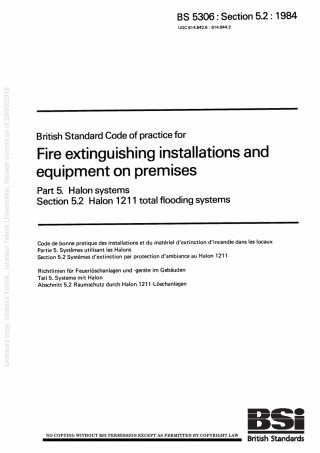 BS 5306 : Section 5.2 : 1984
UDC 614.842.6 : 614.844.2
British Standard Code of practice for
Fire extinguishing installations and
equipment on premises
Part 5. Halon systems
Section 5.2 Halon 1211 total flooding systems
Code de bonne pratique des installations et du matériel d'extinction d'incendie dans les locaux
Partie 5. Systèmes utilisant les Halons
Section 5.2 Systèmes d'extinction par protection d'ambiance au Halon 1211
Richtlinien für Feuerlöschanlagen und -geräte im Gebäuden
Teil 5. Systeme mit Halon
Abschnitt 5.2 Raumschutz durch Halon 1211-Löschanlagen
Licensed copy: Istanbul Teknik, Istanbul Teknik Universitesi, Version correct as of 28/03/2010
NO COPYING WITHOUT BSI PERMISSION EXCEPT AS PERMITTED BY COPYRIGHT LAW
BSi
British Standards